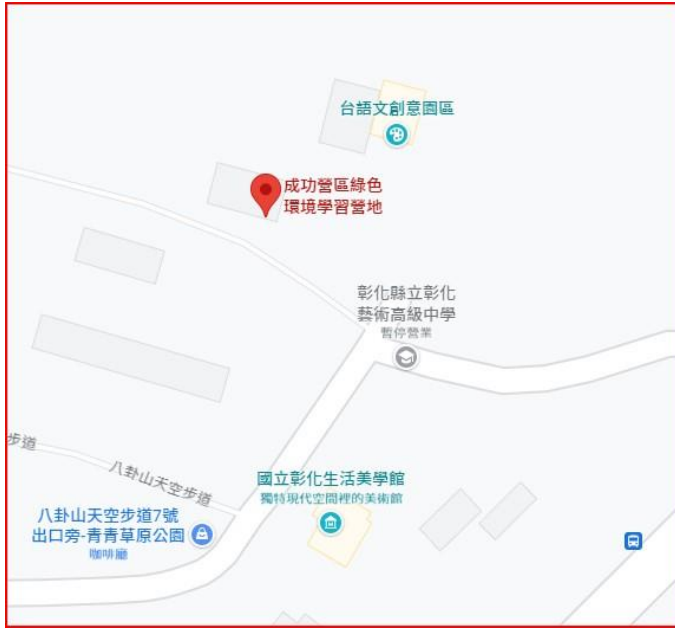 台語文創意園區
成功營區綠色
環境學習營地
彰化縣立彰化
藝術高級中學
暫停營業
步道
八卦山天空步道
國立彰化生活美學館
獨特現代空間裡的美術館
八卦山天空步道7號
出口旁-青青草原公園
咖啡廳